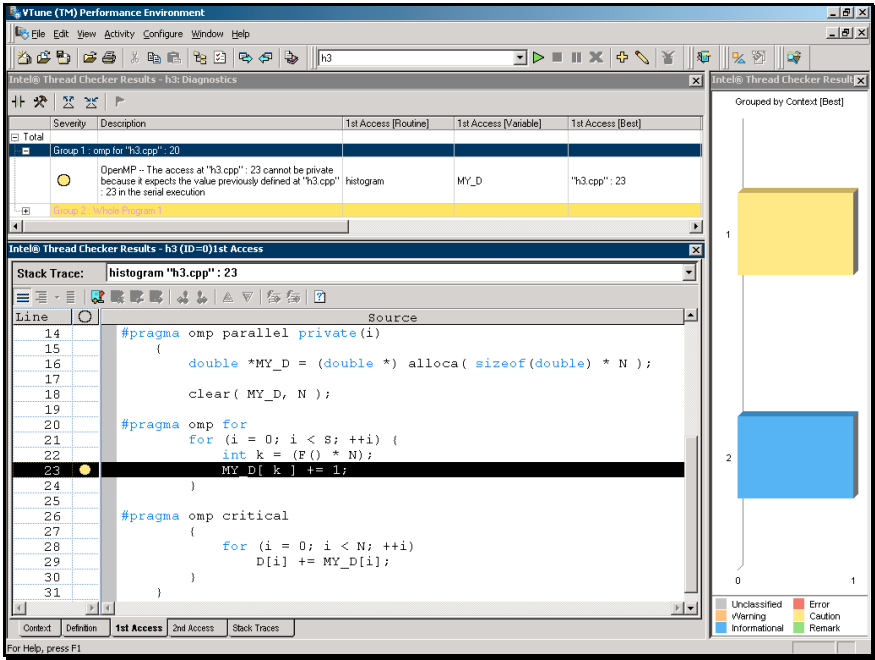 VTune (TM) Performance Environment
File Edit View Activity Configure Window Help
h3
Intel® Thread Checker Results - h3: Diagnostics
Severity Description 1st Access [Routine] 1st Access [Variable] 1st Access [Best]
Total
Group 1 : omp for "h3.cpp" : 20
OpenMP -- The access at "h3.cpp" : 23 cannot be private
because it expects the value previously defined at "h3.cpp"
: 23 in the serial execution
histogram MY_D "h3.cpp" : 23
Group 2 : Whole Program 1
Intel® Thread Checker Results - h3 (ID=0)1st Access
Stack Trace: histogram "h3.cpp" : 23
Line Source
14 #pragma omp parallel private(i)
15 {
16 double *MY_D = (double *) alloca( sizeof(double) * N );
17
18 clear( MY_D, N );
19
20 #pragma omp for
21 for (i = 0; i < S; ++i) {
22 int k = (F() * N);
23 MY_D[ k ] += 1;
24 }
25
26 #pragma omp critical
27 {
28 for (i = 0; i < N; ++i)
29 D[i] += MY_D[i];
30 }
31 }
Context Definition 1st Access 2nd Access Stack Traces
For Help, press F1
Intel® Thread Checker Result
Grouped by Context [Best]
1
2
0 1
Unclassified Error
Warning Caution
Informational Remark